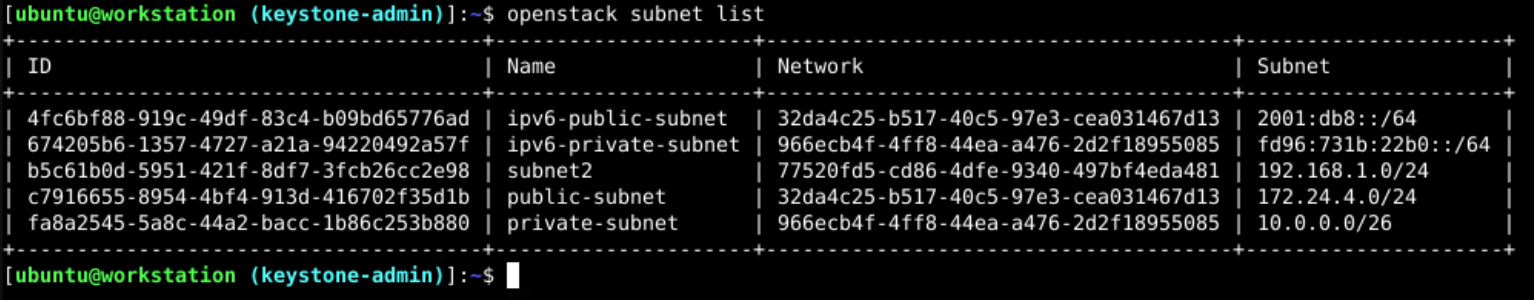 [ubuntu@workstation (keystone-admin)]:~$ openstack subnet list
+--------------------------------------+---------------------+--------------------------------------+----------------------+
| ID                                   | Name                | Network                              | Subnet               |
+--------------------------------------+---------------------+--------------------------------------+----------------------+
| 4fc6bf88-919c-49df-83c4-b09bd65776ad | ipv6-public-subnet  | 32da4c25-b517-40c5-97e3-cea031467d13 | 2001:db8::/64        |
| 674205b6-1357-4727-a21a-94220492a57f | ipv6-private-subnet | 966ecb4f-4ff8-44ea-a476-2d2f18955085 | fd96:731b:22b0::/64 |
| b5c61b0d-5951-421f-8df7-3fcb26cc2e98 | subnet2             | 77520fd5-cd86-4dfe-9340-497bf4eda481 | 192.168.1.0/24       |
| c7916655-8954-4bf4-913d-416702f35d1b | public-subnet       | 32da4c25-b517-40c5-97e3-cea031467d13 | 172.24.4.0/24        |
| fa8a2545-5a8c-44a2-bacc-1b86c253b880 | private-subnet      | 966ecb4f-4ff8-44ea-a476-2d2f18955085 | 10.0.0.0/26          |
+--------------------------------------+---------------------+--------------------------------------+----------------------+
[ubuntu@workstation (keystone-admin)]:~$